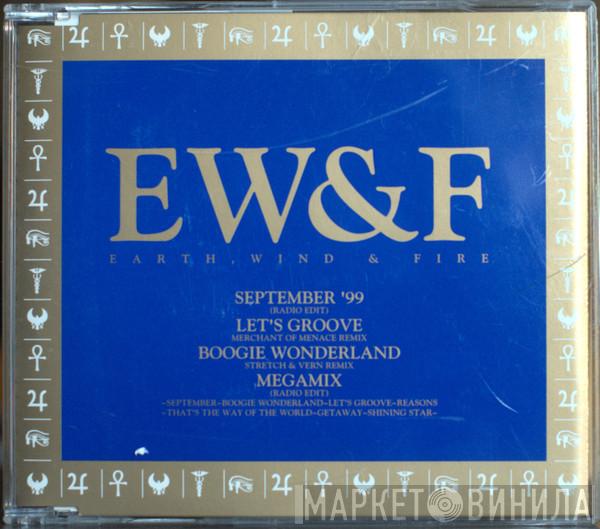 EW&F
EARTH, WIND & FIRE
SEPTEMBER '99
(RADIO EDIT)
LET'S GROOVE
MERCHANT OF MENACE REMIX
BOOGIE WONDERLAND
STRETCH & VERN REMIX
MEGAMIX
(RADIO EDIT)
~SEPTEMBER~BOOGIE WONDERLAND~LET'S GROOVE~REASONS
~THAT'S THE WAY OF THE WORLD~GETAWAY~SHINING STAR~
МАРКЕТ ВИНИЛА